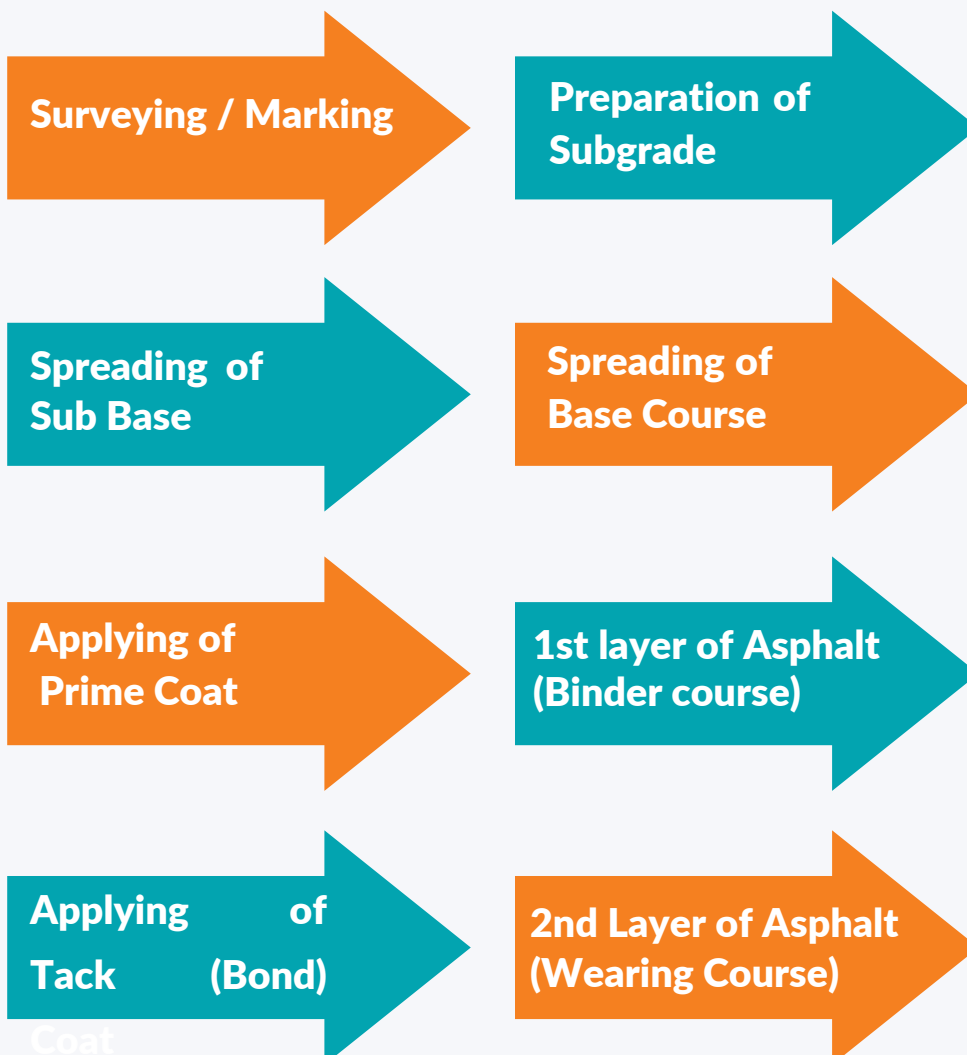 Surveying / Marking
Preparation of
Subgrade
Spreading of
Sub Base
Spreading of
Base Course
Applying of
Prime Coat
1st layer of Asphalt
(Binder course)
Applying of
Tack (Bond)
Coat
2nd Layer of Asphalt
(Wearing Course)